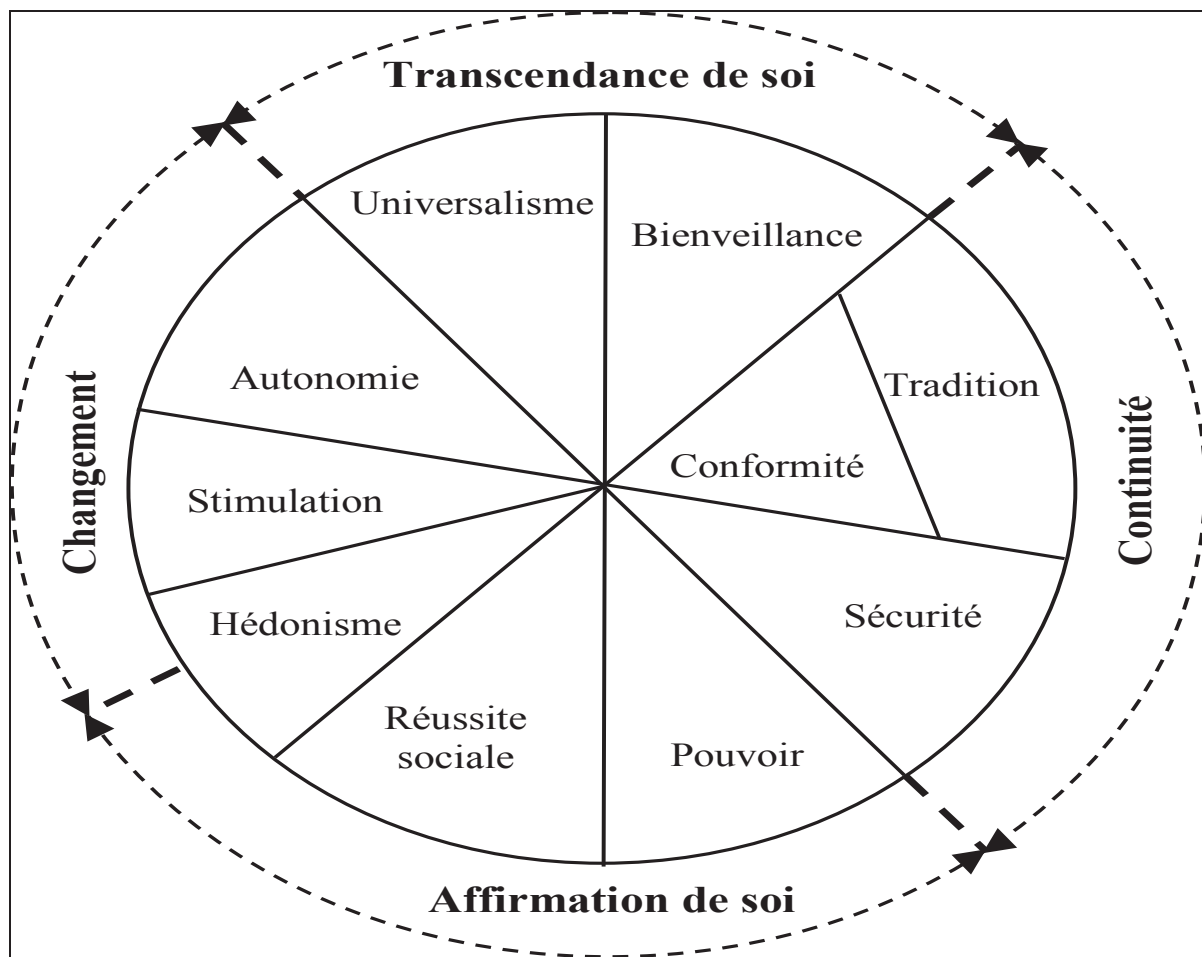 Transcendance de soi
Universalisme
Bienveillance
Autonomie
Tradition
Changement
Conformité
Continuité
Stimulation
Hédonisme
Sécurité
Réussite
sociale
Pouvoir
Affirmation de soi